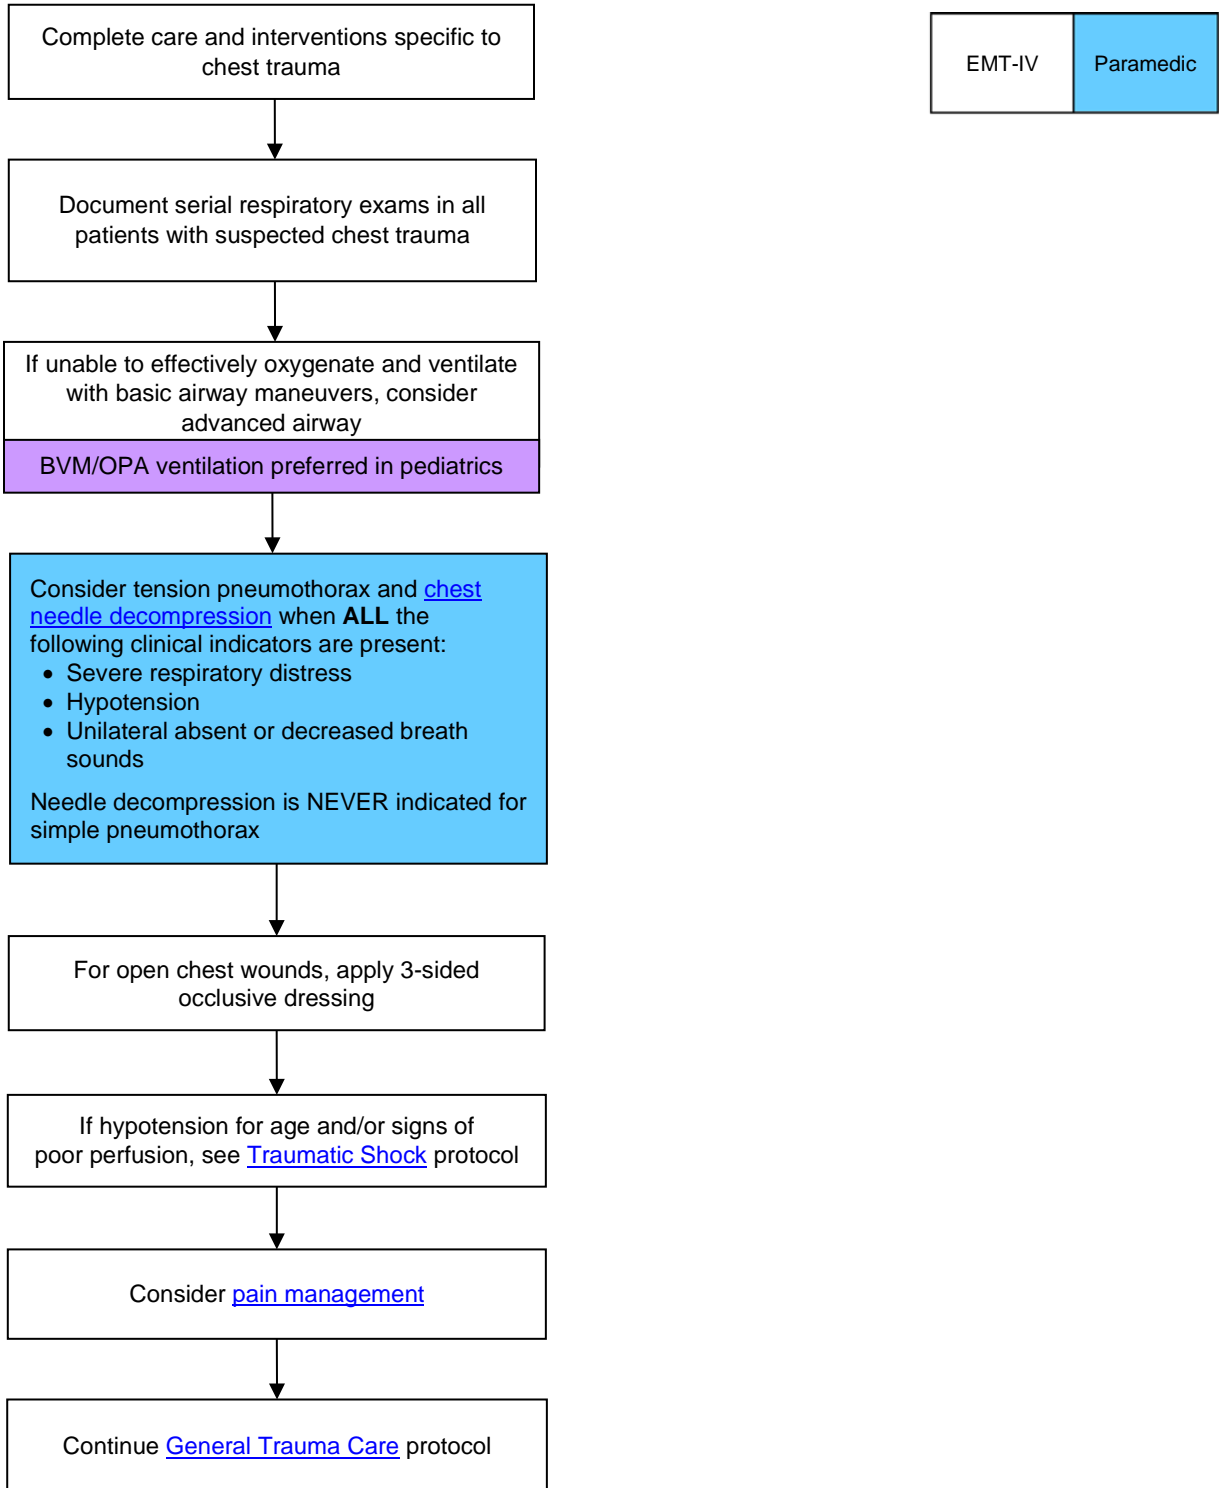 Complete care and interventions specific to
chest trauma
EMT-IV
Paramedic
Document serial respiratory exams in all
patients with suspected chest trauma
If unable to effectively oxygenate and ventilate
with basic airway maneuvers, consider
advanced airway
BVM/OPA ventilation preferred in pediatrics
Consider tension pneumothorax and chest
needle decompression when ALL the
following clinical indicators are present:
• Severe respiratory distress
• Hypotension
• Unilateral absent or decreased breath
sounds
Needle decompression is NEVER indicated for
simple pneumothorax
For open chest wounds, apply 3-sided
occlusive dressing
If hypotension for age and/or signs of
poor perfusion, see Traumatic Shock protocol
Consider pain management
Continue General Trauma Care protocol